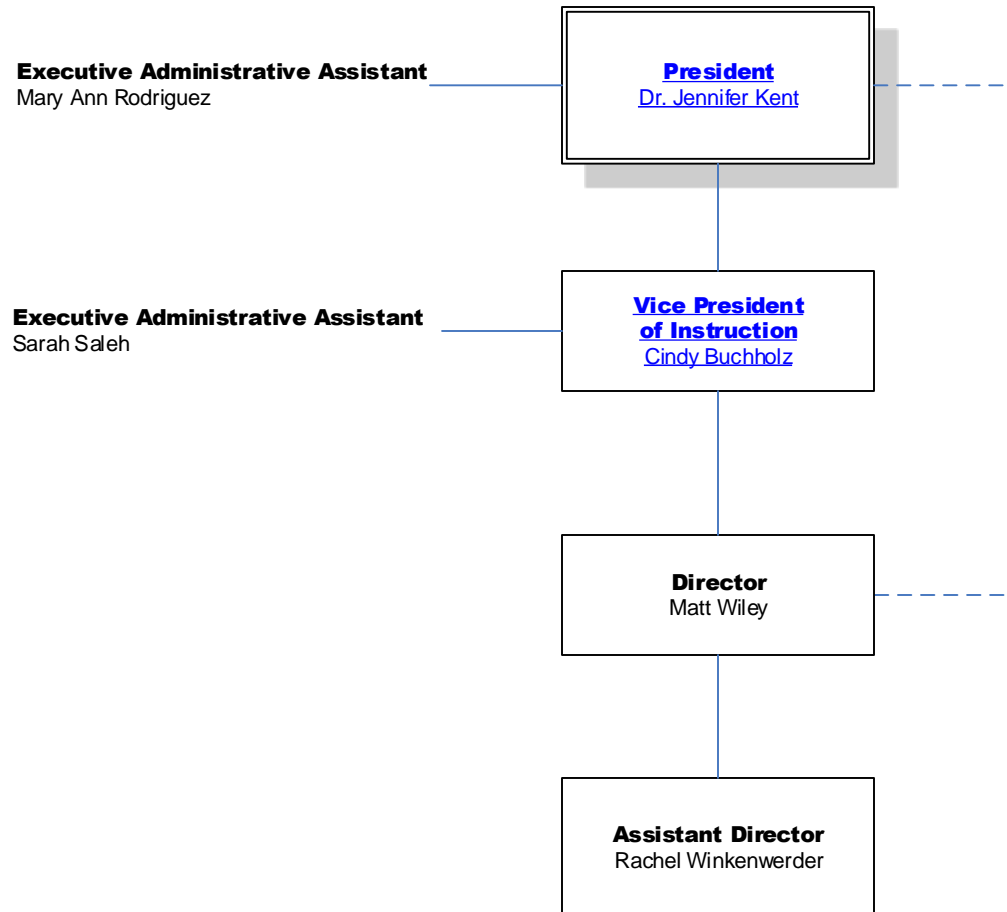 Executive Administrative Assistant
Mary Ann Rodriguez
President
Dr. Jennifer Kent
Executive Administrative Assistant
Sarah Saleh
Vice President
of Instruction
Cindy Buchholz
Director
Matt Wiley
Assistant Director
Rachel Winkenwerder